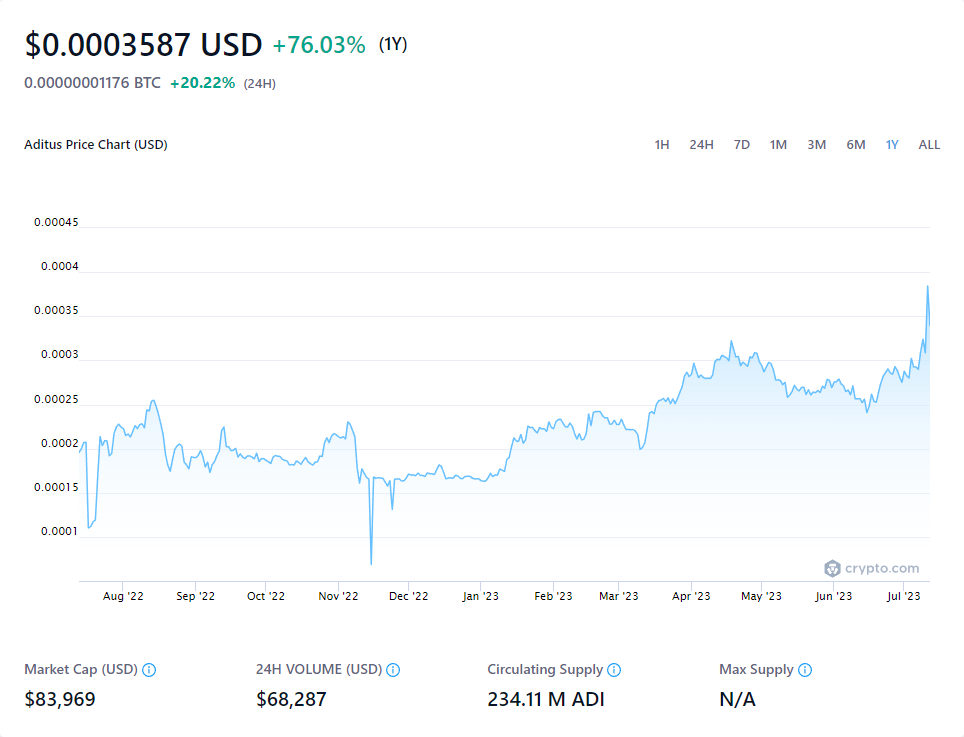 $0.0003587 USD +76.03% (1Y)
0.00000001176 BTC +20.22% (24H)
Aditus Price Chart (USD) 1H 24H 7D 1M 3M 6M 1Y ALL
0.00045
0.0004
0.00035
0.0003
0.00025
0.0002
0.00015
0.0001
crypto.com
Aug '22 Sep '22 Oct '22 Nov '22 Dec '22 Jan '23 Feb '23 Mar '23 Apr '23 May '23 Jun '23 Jul '23
Market Cap (USD) 24H VOLUME (USD) Circulating Supply Max Supply
$83,969 $68,287 234.11 M ADI N/A